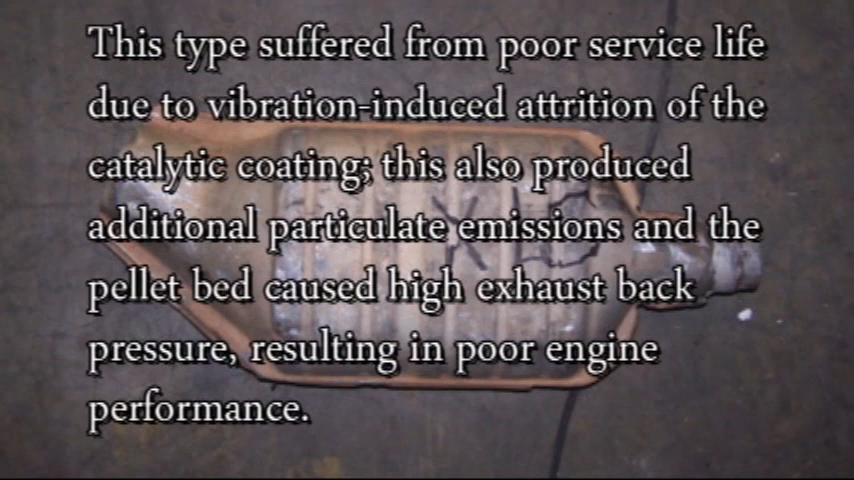 This type suffered from poor service life
due to vibration-induced attrition of the
catalytic coating; this also produced
additional particulate emissions and the
pellet bed caused high exhaust back
pressure, resulting in poor engine
performance.